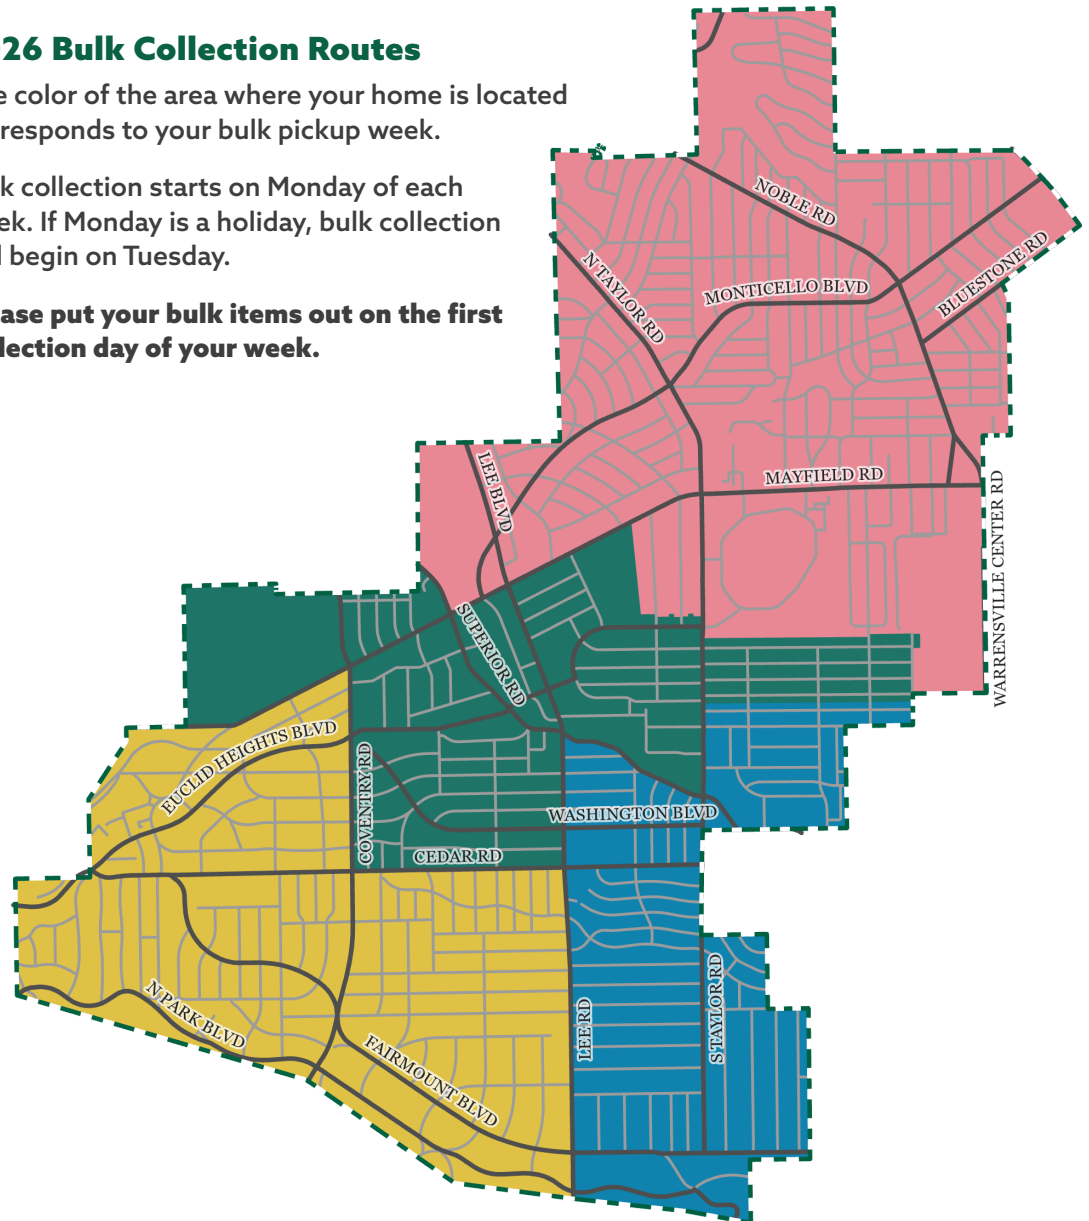 26 Bulk Collection Routes
e color of the area where your home is located
responds to your bulk pickup week.
k collection starts on Monday of each
ek. If Monday is a holiday, bulk collection
l begin on Tuesday.
ase put your bulk items out on the first
llection day of your week.
NOBLE RD
N TAYLOR RD
MONTICELLO BLVD
BLUESTONE RD
LEE BLVD
MAYFIELD RD
WARRENSVILLE CENTER RD
SUPERIOR RD
EUCLID HEIGHTS BLVD
COVENTRY RD
WASHINGTON BLVD
CEDAR RD
N PARK BLVD
FAIRMOUNT BLVD
LEE RD
S TAYLOR RD